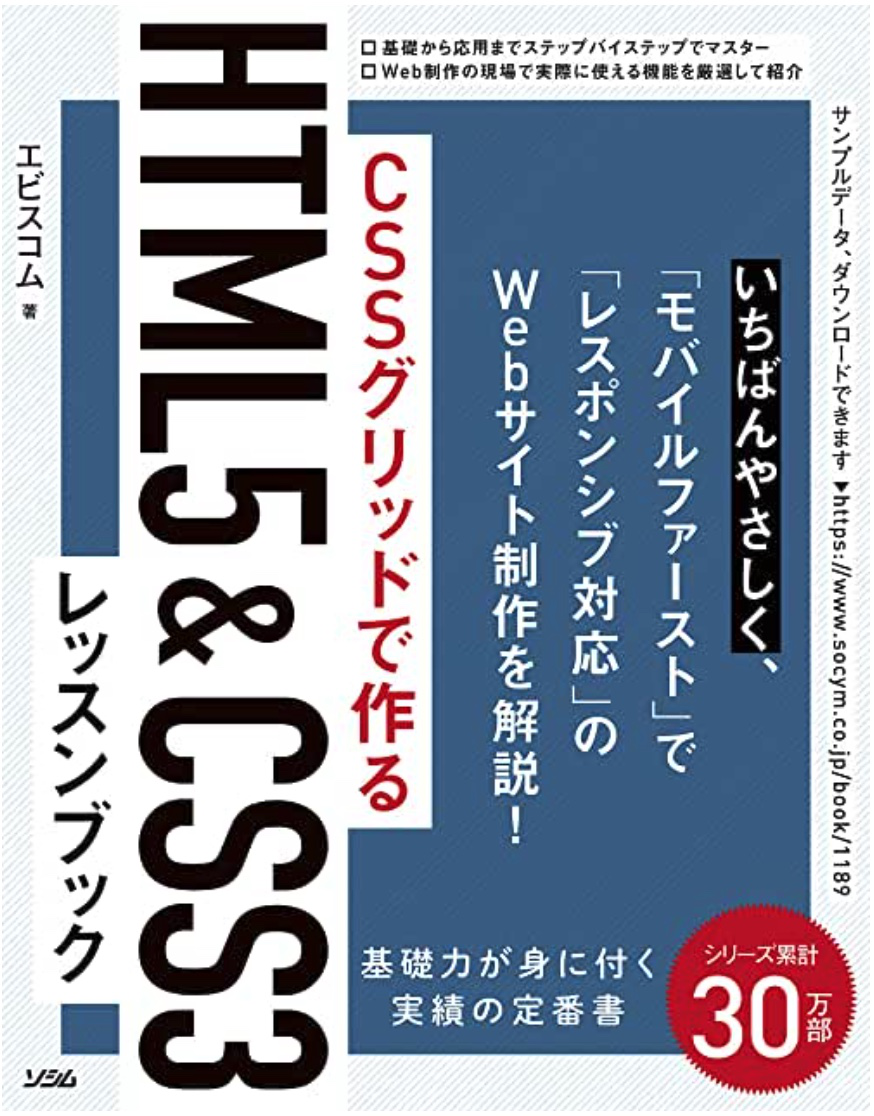 □ 基礎から応用までステップバイステップでマスター
□ Web制作の現場で実際に使える機能を厳選して紹介
サンプルデータ、ダウンロードできます ▶https://www.socym.co.jp/book/1189
いちばんやさしく、
「モバイルファースト」で
「レスポンシブ対応」の
Webサイト制作を解説！
CSSグリッドで作る
HTML5 & CSS3
レッスンブック
エビスコム 著
基礎力が身に付く
実績の定番書
シリーズ累計
30万部
ソシム